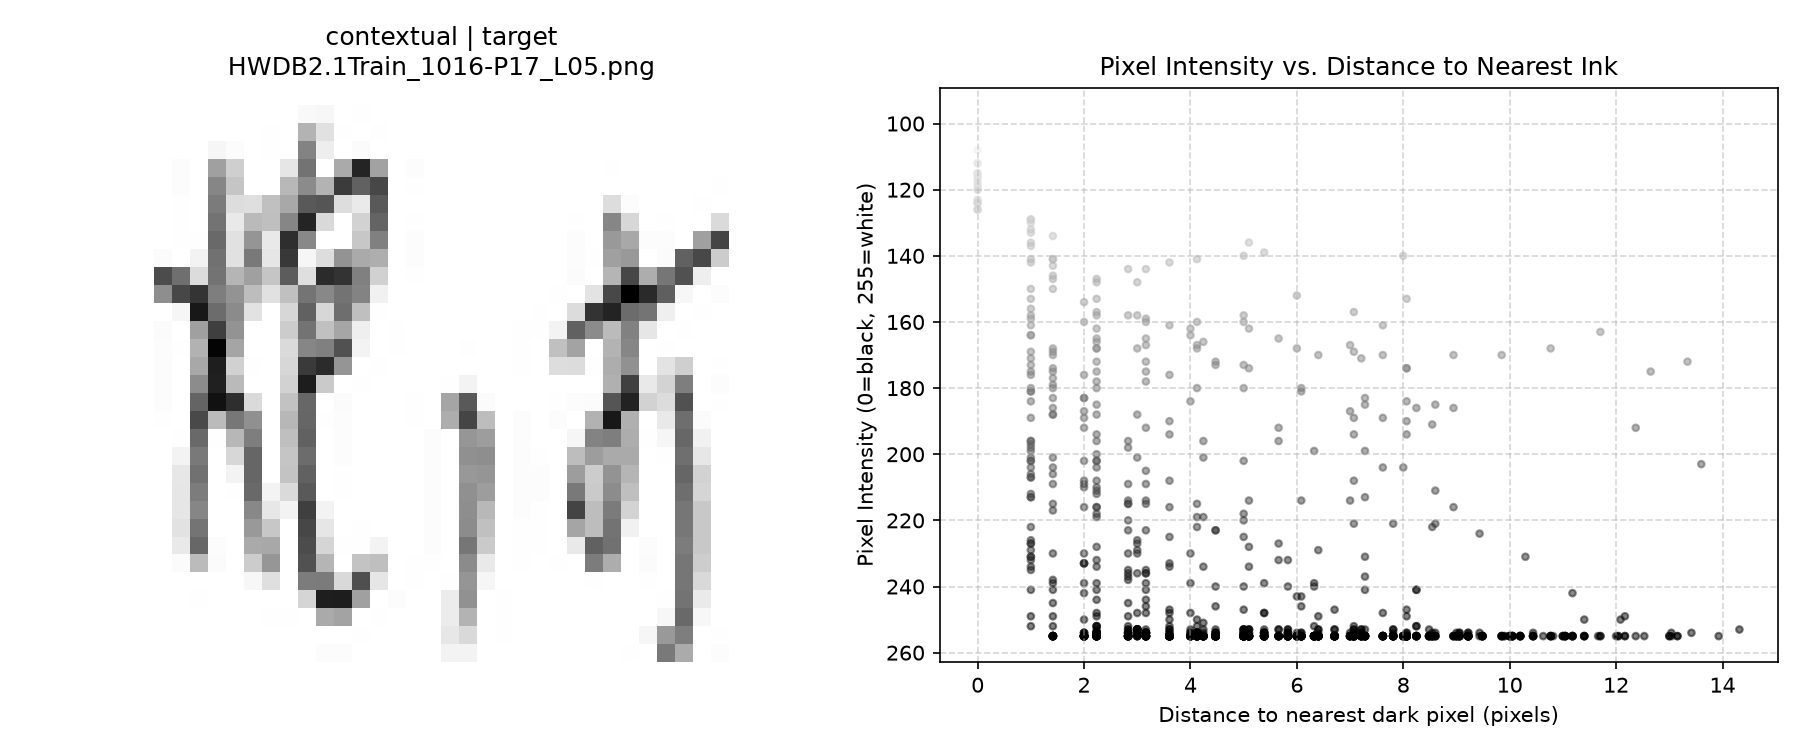 contextual | target
HWDB2.1Train_1016-P17_L05.png
Pixel Intensity vs. Distance to Nearest Ink
Pixel Intensity (0=black, 255=white)
100
120
140
160
180
200
220
240
260
0 2 4 6 8 10 12 14
Distance to nearest dark pixel (pixels)